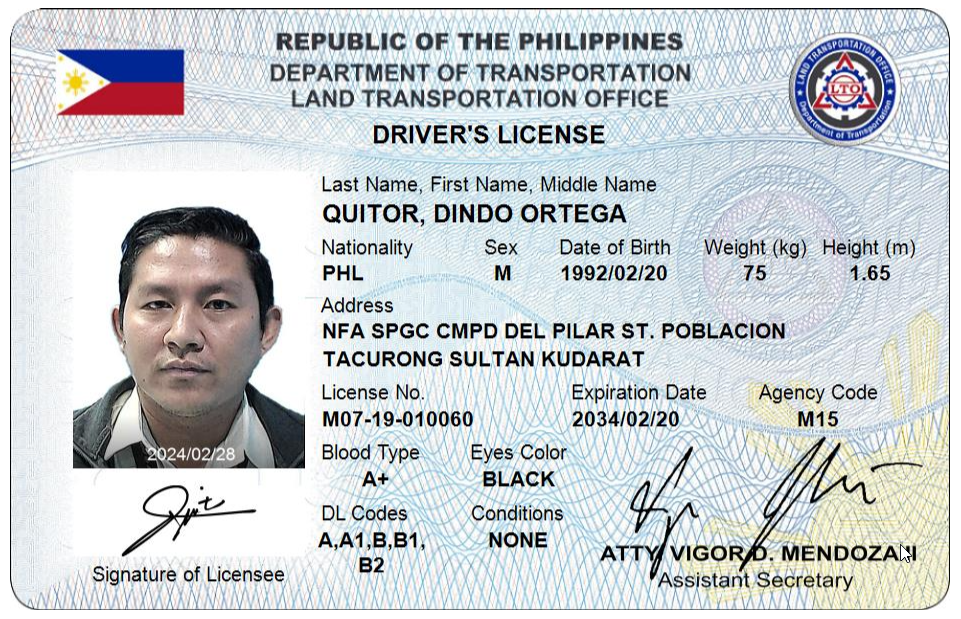 REPUBLIC OF THE PHILIPPINES
DEPARTMENT OF TRANSPORTATION
LAND TRANSPORTATION OFFICE
DRIVER'S LICENSE
LAND TRANSPORTATION OFFICE
LTO
Department of Transportation
Last Name, First Name, Middle Name
QUITOR, DINDO ORTEGA
Nationality Sex Date of Birth Weight (kg) Height (m)
PHL M 1992/02/20 75 1.65
Address
NFA SPGC CMPD DEL PILAR ST. POBLACION
TACURONG SULTAN KUDARAT
License No. Expiration Date Agency Code
M07-19-010060 2034/02/20 M15
2024/02/28
Blood Type Eyes Color
A+ BLACK
DL Codes Conditions
A,A1,B,B1, NONE
B2
ATTY VIGOR D. MENDOZA II
Assistant Secretary
Signature of Licensee